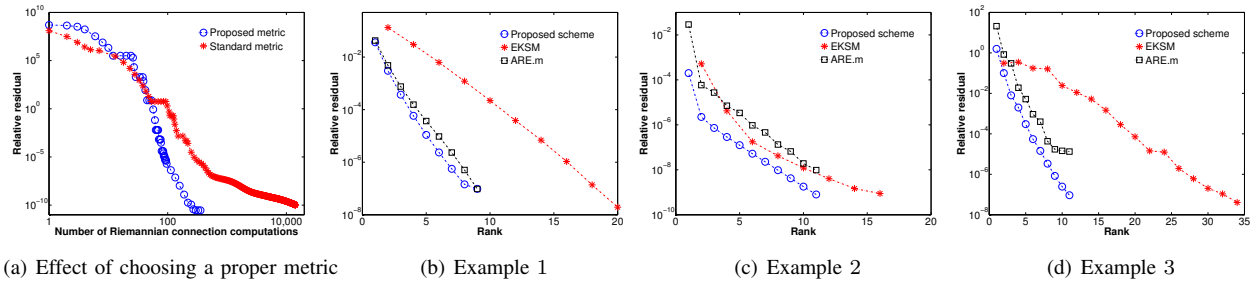 10^10
10^5
10^0
10^-5
10^-10
1
100
10,000
Relative residual
Number of Riemannian connection computations
Proposed metric
Standard metric
(a) Effect of choosing a proper metric
10^-2
10^-4
10^-6
10^-8
0
5
10
15
20
Relative residual
Rank
Proposed scheme
EKSM
ARE.m
(b) Example 1
10^-2
10^-4
10^-6
10^-8
10^-10
0
5
10
15
20
Relative residual
Rank
Proposed scheme
EKSM
ARE.m
(c) Example 2
10^2
10^0
10^-2
10^-4
10^-6
10^-8
0
5
10
15
20
25
30
35
Relative residual
Rank
Proposed scheme
EKSM
ARE.m
(d) Example 3